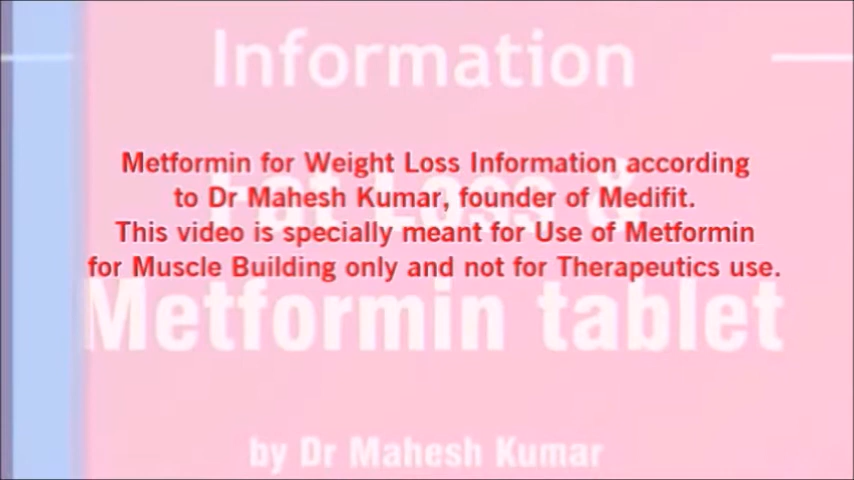 Information
Metformin for Weight Loss Information according
to Dr Mahesh Kumar, founder of Medifit.
Fat Loss &
This video is specially meant for Use of Metformin
for Muscle Building only and not for Therapeutics use.
Metformin tablet
by Dr Mahesh Kumar